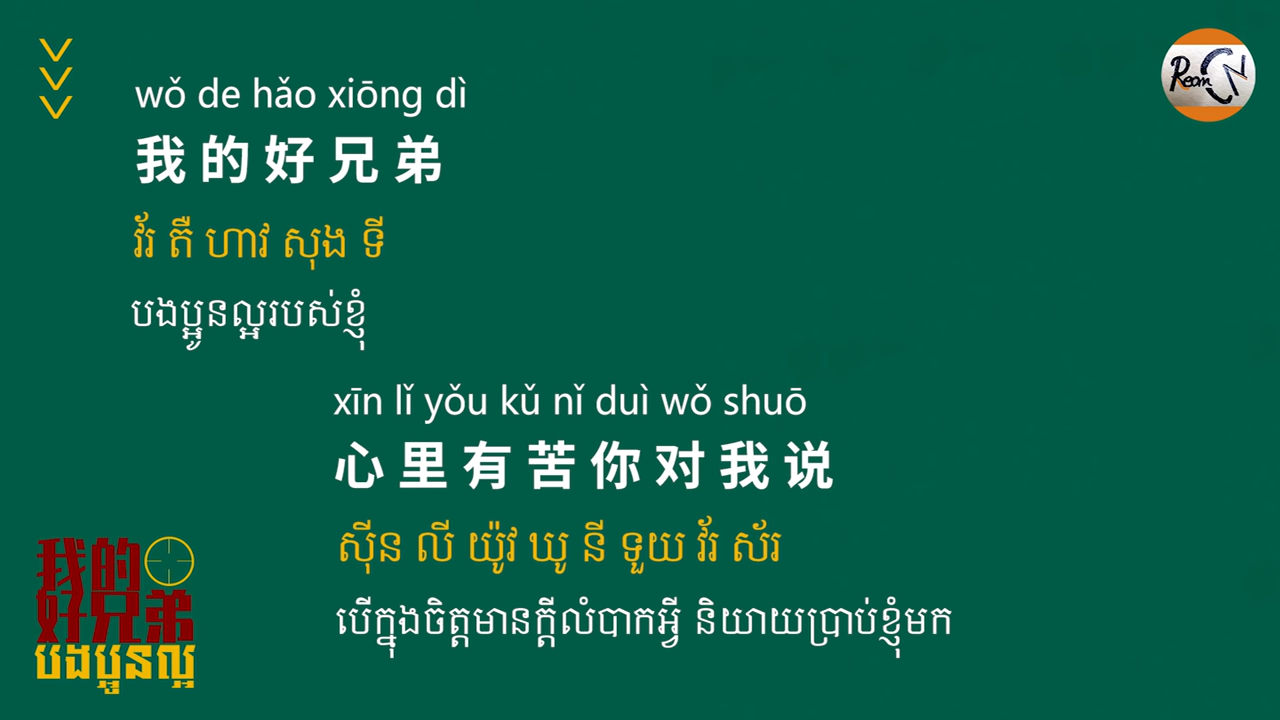 Ream CN
wǒ de hǎo xiōng dì
我的好兄弟
វ័រ តឺ ហាវ សុង ទី
បងប្អូនល្អរបស់ខ្ញុំ
xīn lǐ yǒu kǔ nǐ duì wǒ shuō
心里有苦你对我说
ស៊ីន លី យ៉ូវ ឃូ នី ទួយ វ័រ ស័រ
បើក្នុងចិត្តមានក្ដីលំបាកអ្វី និយាយប្រាប់ខ្ញុំមក
我的
好兄弟
បងប្អូនល្អ